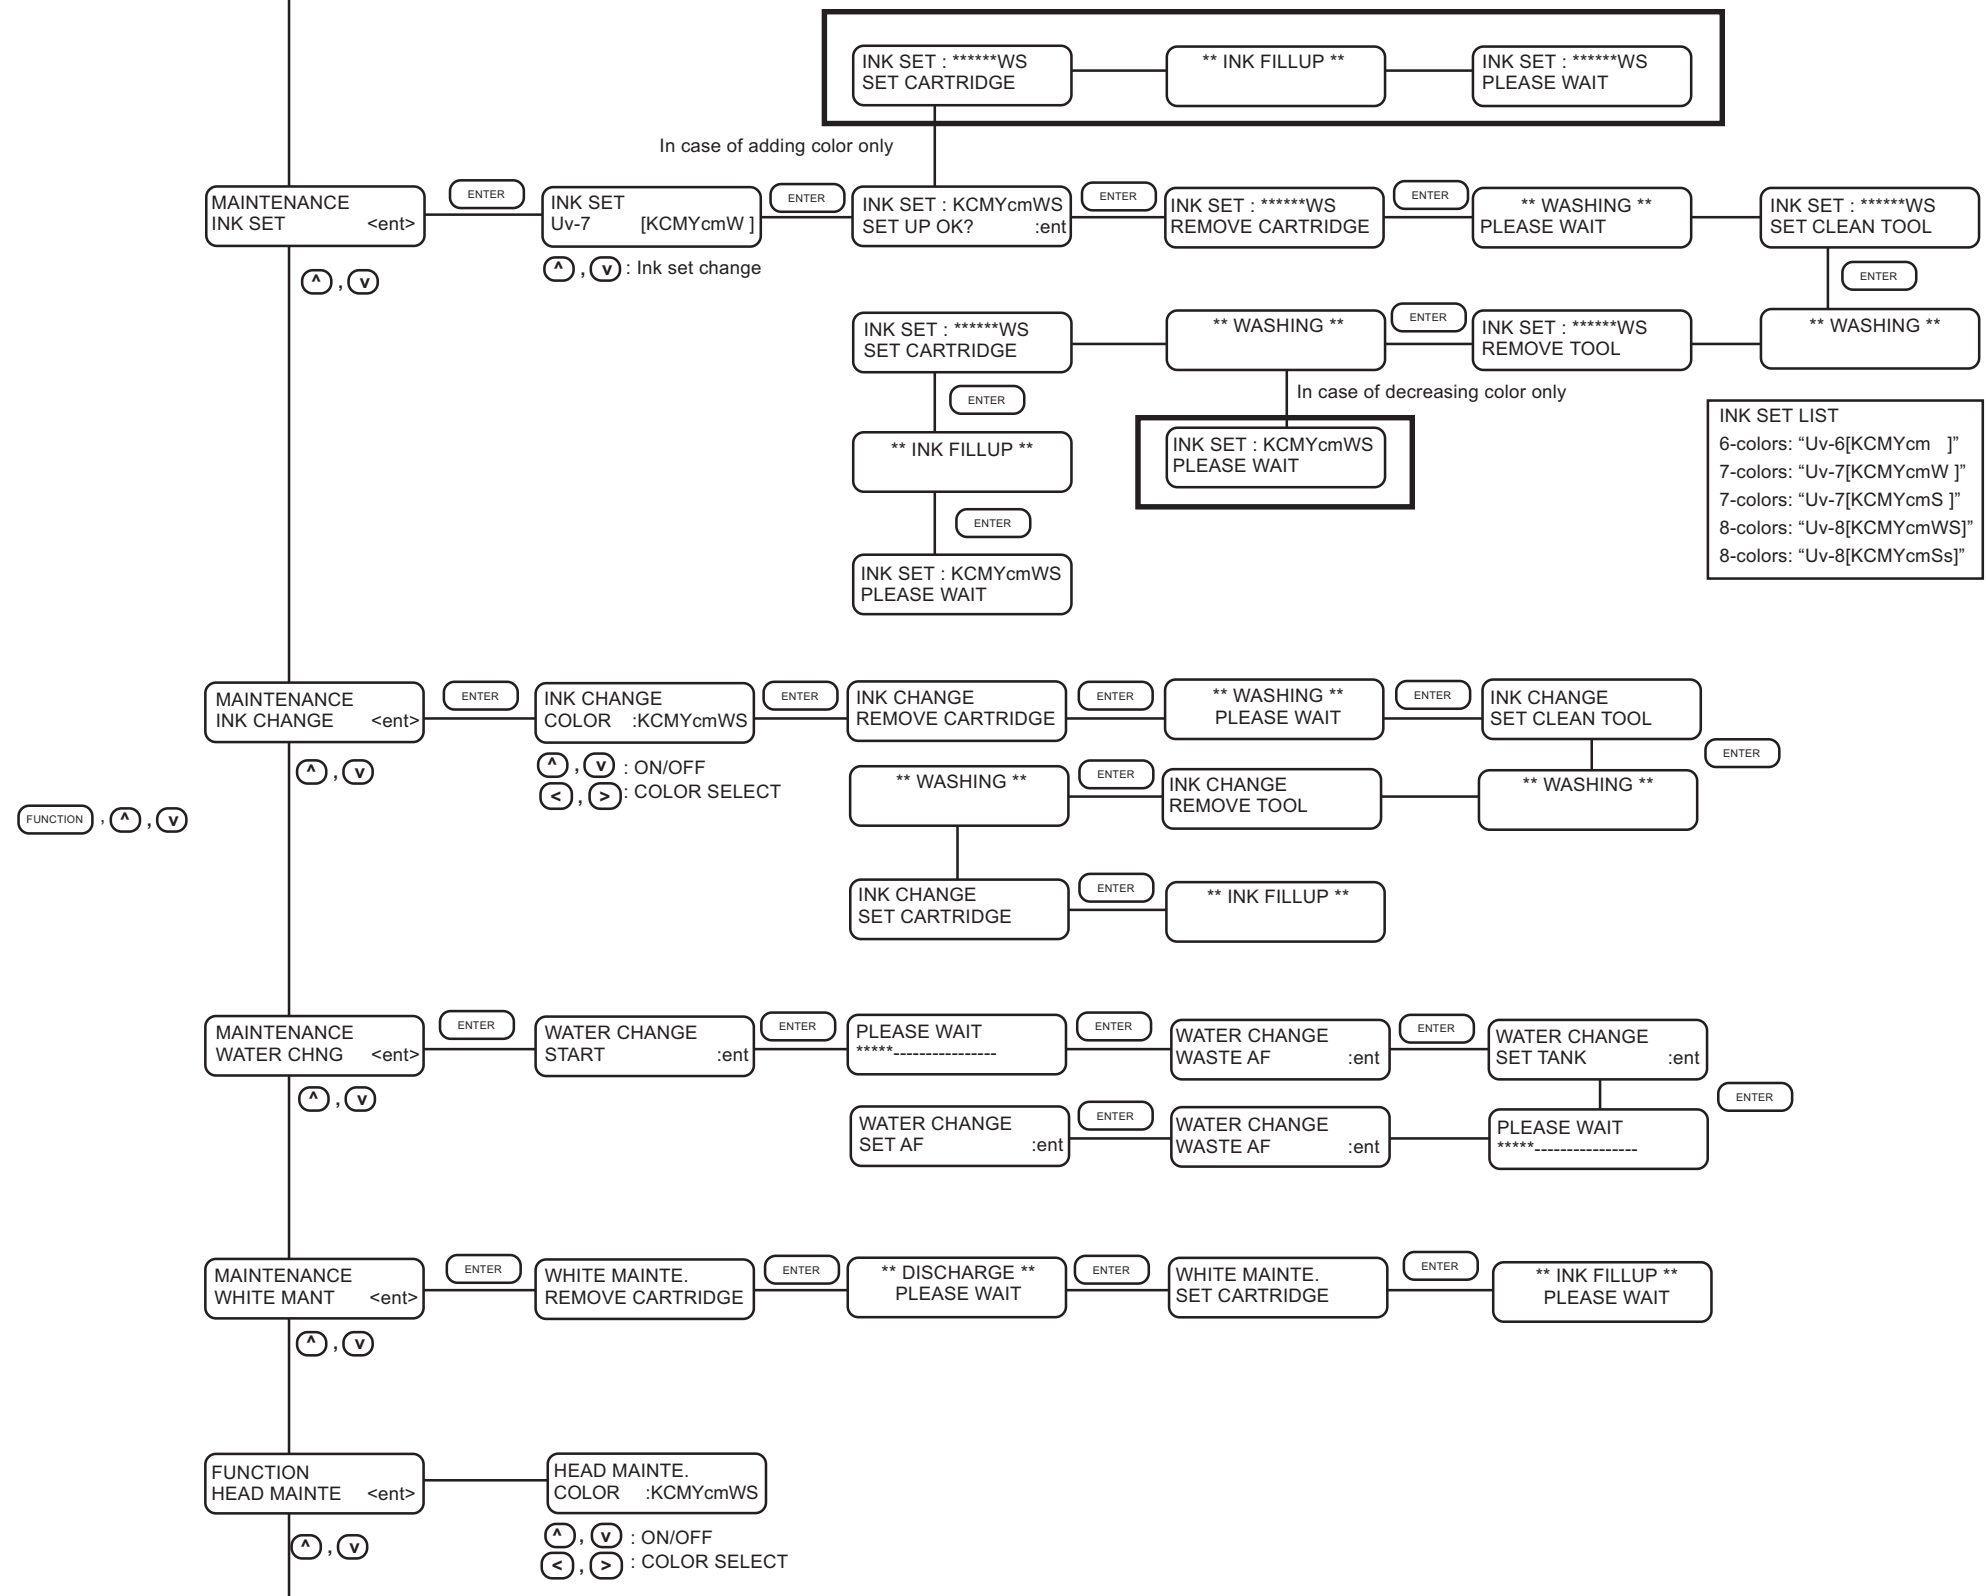 INK SET : ******WS
SET CARTRIDGE
** INK FILLUP **
INK SET : ******WS
PLEASE WAIT
In case of adding color only
MAINTENANCE
INK SET <ent>
ENTER
INK SET
Uv-7 [KCMYcmW ]
ENTER
INK SET : KCMYcmWS
SET UP OK? :ent
ENTER
INK SET : ******WS
REMOVE CARTRIDGE
ENTER
** WASHING **
PLEASE WAIT
INK SET : ******WS
SET CLEAN TOOL
^ , v
^ , v : Ink set change
ENTER
INK SET : ******WS
SET CARTRIDGE
** WASHING **
ENTER
INK SET : ******WS
REMOVE TOOL
** WASHING **
ENTER
In case of decreasing color only
** INK FILLUP **
INK SET : KCMYcmWS
PLEASE WAIT
ENTER
INK SET : KCMYcmWS
PLEASE WAIT
INK SET LIST
6-colors: “Uv-6[KCMYcm ]”
7-colors: “Uv-7[KCMYcmW ]”
7-colors: “Uv-7[KCMYcmS ]”
8-colors: “Uv-8[KCMYcmWS]”
8-colors: “Uv-8[KCMYcmSs]”
MAINTENANCE
INK CHANGE <ent>
ENTER
INK CHANGE
COLOR :KCMYcmWS
ENTER
INK CHANGE
REMOVE CARTRIDGE
ENTER
** WASHING **
PLEASE WAIT
ENTER
INK CHANGE
SET CLEAN TOOL
^ , v
^ , v : ON/OFF
< , > : COLOR SELECT
ENTER
** WASHING **
ENTER
INK CHANGE
REMOVE TOOL
** WASHING **
FUNCTION , ^ , v
INK CHANGE
SET CARTRIDGE
ENTER
** INK FILLUP **
MAINTENANCE
WATER CHNG <ent>
ENTER
WATER CHANGE
START :ent
ENTER
PLEASE WAIT
*****----------------
ENTER
WATER CHANGE
WASTE AF :ent
ENTER
WATER CHANGE
SET TANK :ent
^ , v
ENTER
WATER CHANGE
SET AF :ent
ENTER
WATER CHANGE
WASTE AF :ent
PLEASE WAIT
*****----------------
MAINTENANCE
WHITE MANT <ent>
ENTER
WHITE MAINTE.
REMOVE CARTRIDGE
ENTER
** DISCHARGE **
PLEASE WAIT
ENTER
WHITE MAINTE.
SET CARTRIDGE
ENTER
** INK FILLUP **
PLEASE WAIT
^ , v
FUNCTION
HEAD MAINTE <ent>
HEAD MAINTE.
COLOR :KCMYcmWS
^ , v
^ , v : ON/OFF
< , > : COLOR SELECT